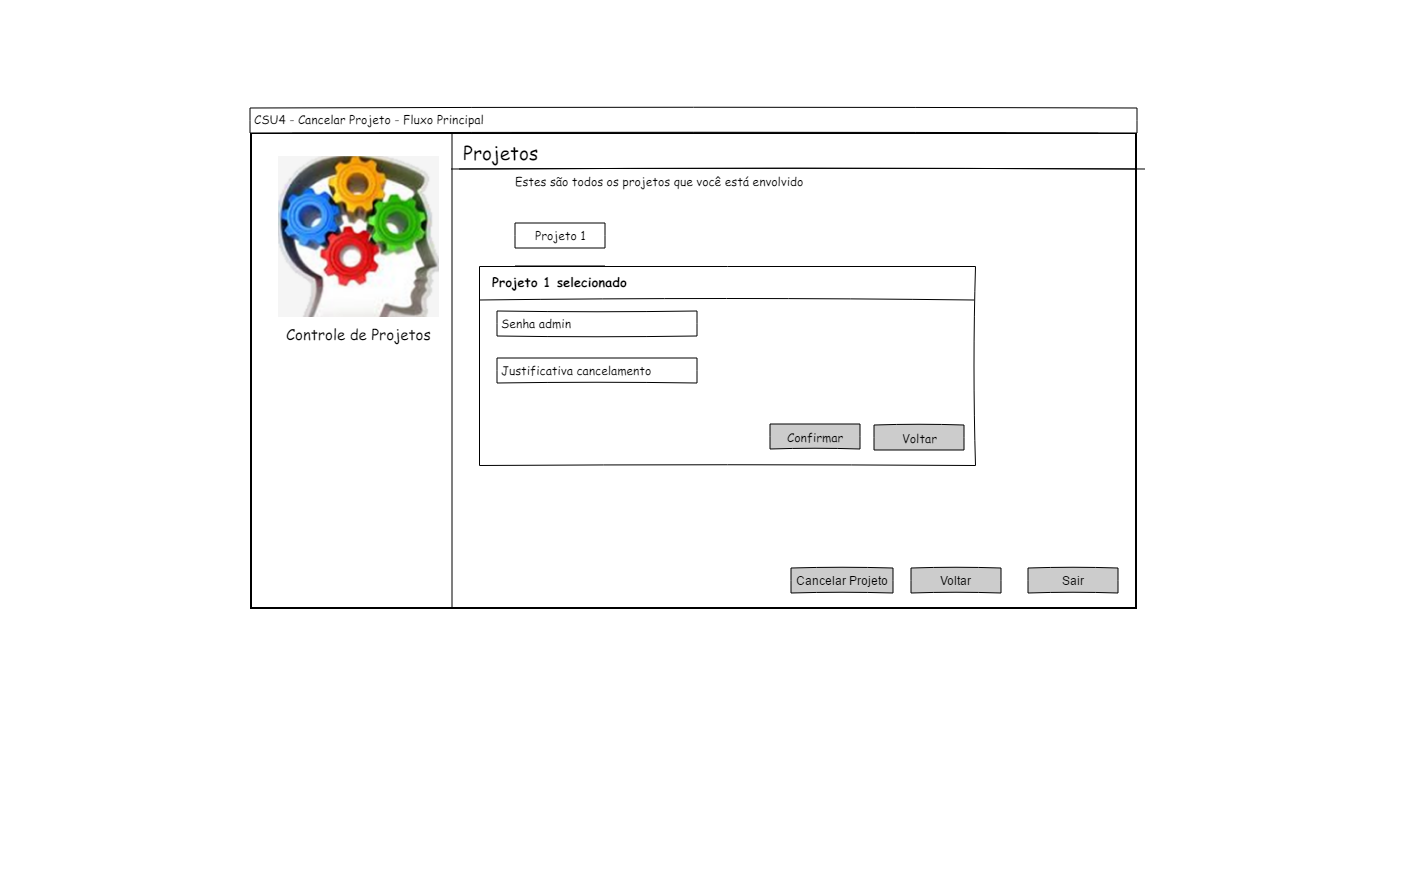 CSU4 - Cancelar Projeto - Fluxo Principal
Controle de Projetos
Projetos
Estes são todos os projetos que você está envolvido
Projeto 1
Projeto 1 selecionado
Senha admin
Justificativa cancelamento
Confirmar
Voltar
Cancelar Projeto
Voltar
Sair